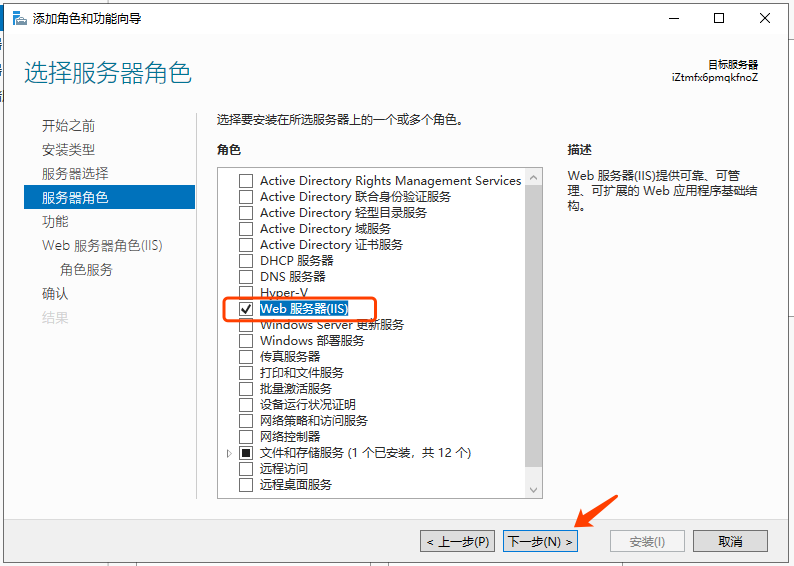 添加角色和功能向导
选择服务器角色
目标服务器
iZtmfx6pmqkfnoZ
开始之前
安装类型
服务器选择
服务器角色
功能
Web 服务器角色(IIS)
角色服务
确认
结果
选择要安装在所选服务器上的一个或多个角色。
角色
Active Directory Rights Management Services
Active Directory 联合身份验证服务
Active Directory 轻型目录服务
Active Directory 域服务
Active Directory 证书服务
DHCP 服务器
DNS 服务器
Hyper-V
Web 服务器(IIS)
Windows Server 更新服务
Windows 部署服务
传真服务器
打印和文件服务
批量激活服务
设备运行状况证明
网络策略和访问服务
网络控制器
文件和存储服务 (1 个已安装，共 12 个)
远程访问
远程桌面服务
描述
Web 服务器(IIS)提供可靠、可管
理、可扩展的 Web 应用程序基础结
构。
< 上一步(P)
下一步(N) >
安装(I)
取消